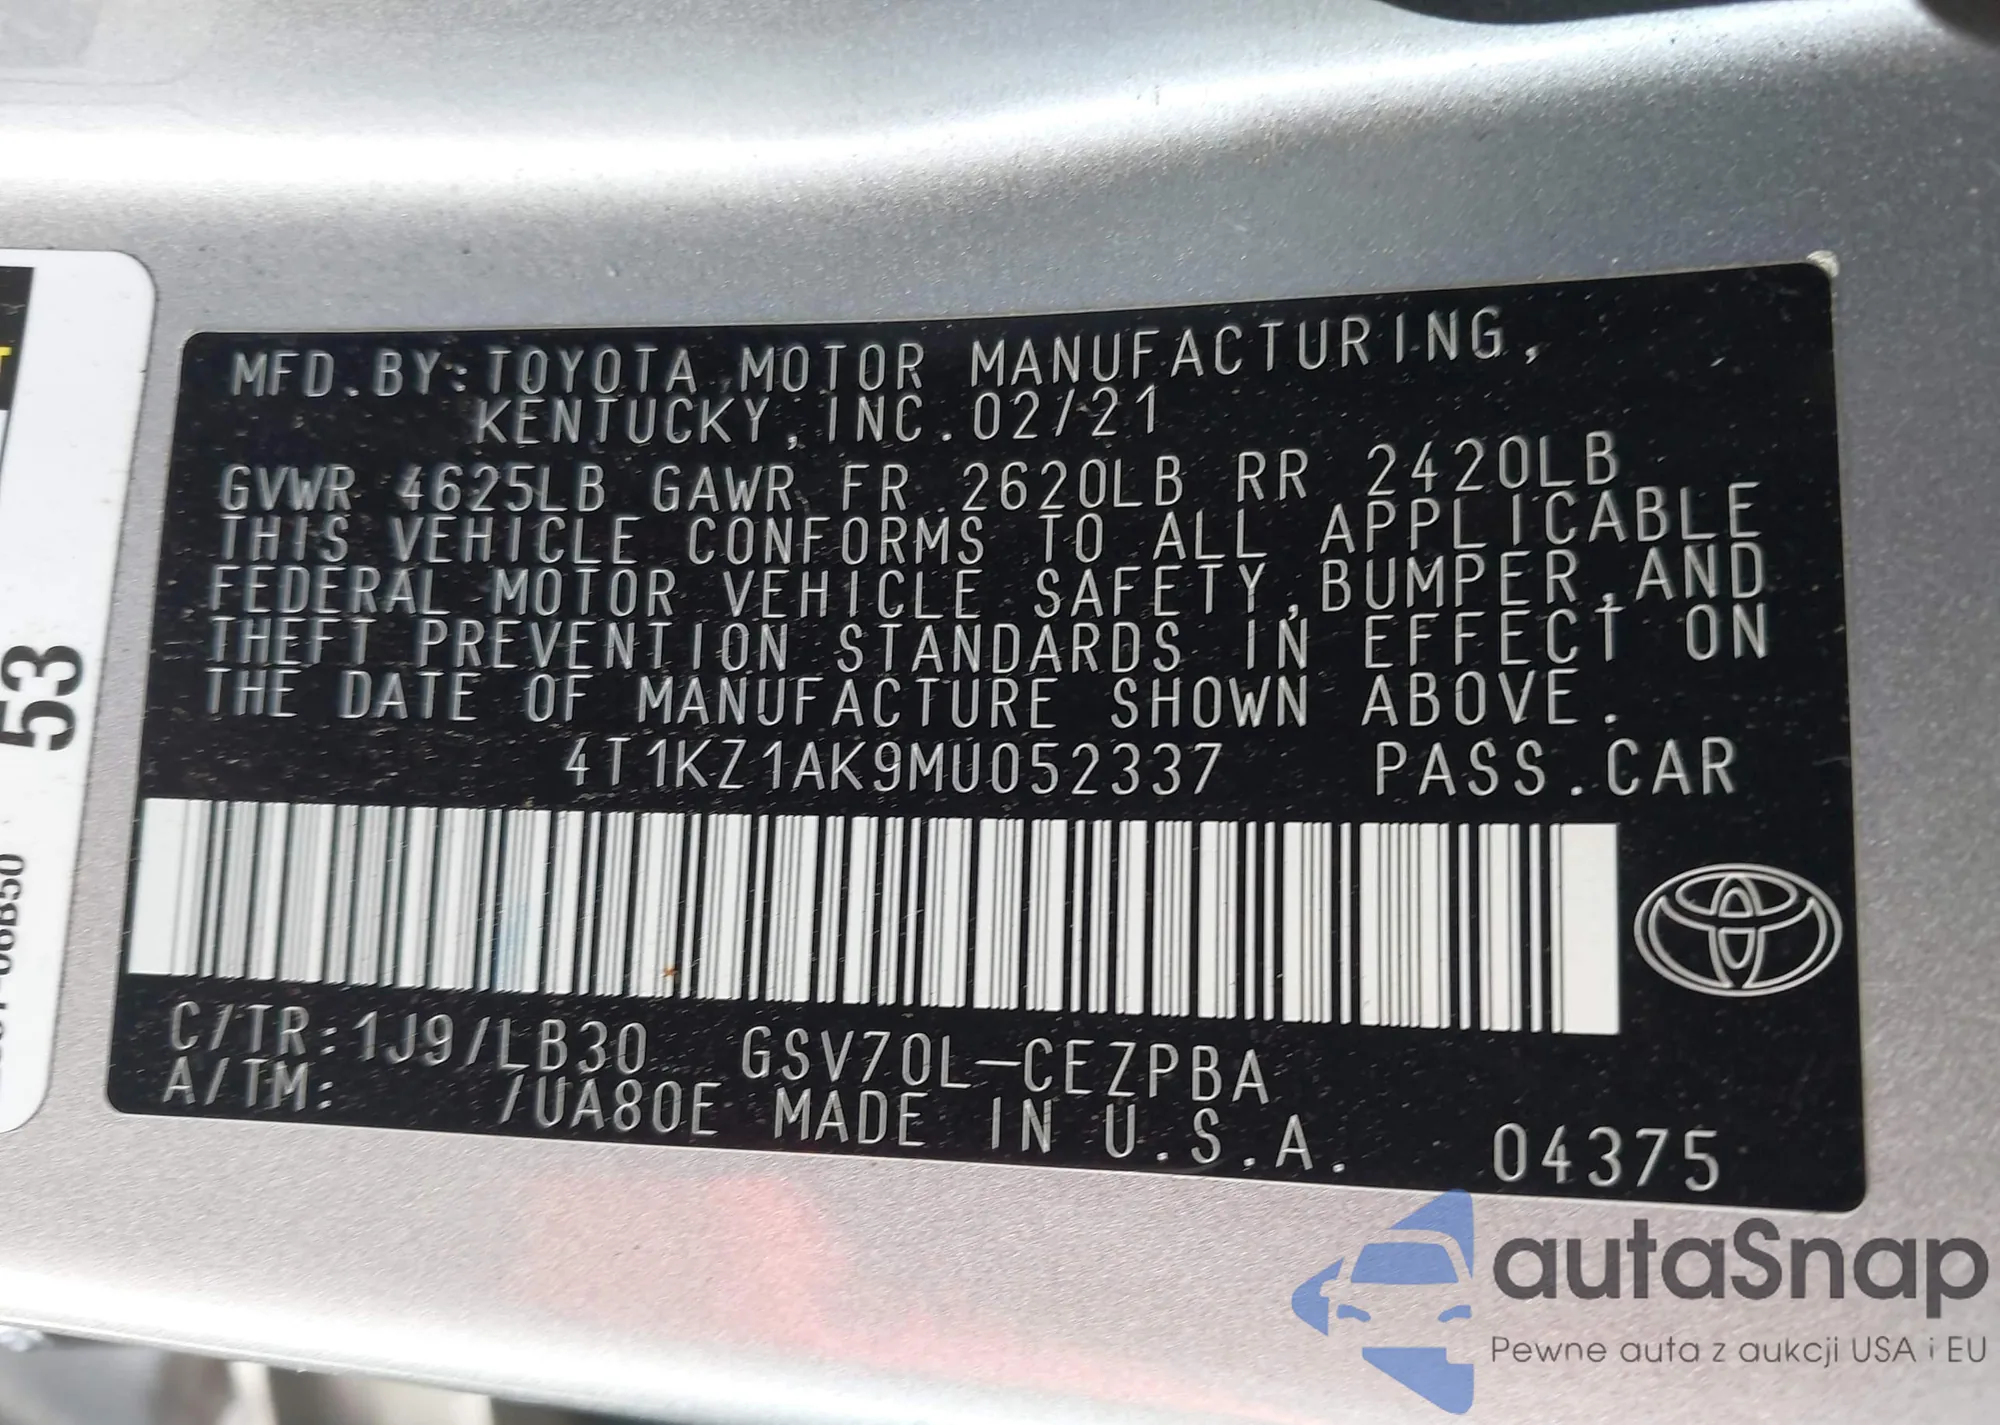 MFD.BY:TOYOTA MOTOR MANUFACTURING,
KENTUCKY,INC.02/21
GVWR 4625LB GAWR FR 2620LB RR 2420LB
THIS VEHICLE CONFORMS TO ALL APPLICABLE
FEDERAL MOTOR VEHICLE SAFETY,BUMPER,AND
THEFT PREVENTION STANDARDS IN EFFECT ON
THE DATE OF MANUFACTURE SHOWN ABOVE.
4T1KZ1AK9MU052337 PASS.CAR
C/TR:1J9/LB30 GSV70L-CEZPBA
A/TM: /UA80E MADE IN U.S.A. 04375
53
autaSnap
Pewne auta z aukcji USA i EU